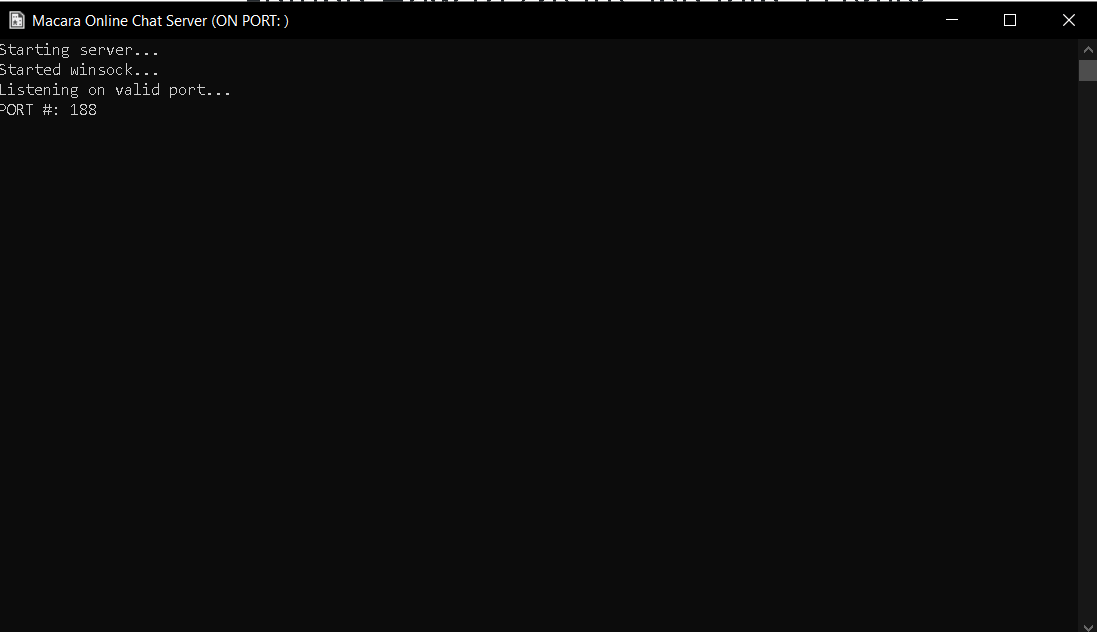 Macara Online Chat Server (ON PORT: )
Starting server...
Started winsock...
Listening on valid port...
PORT #: 188